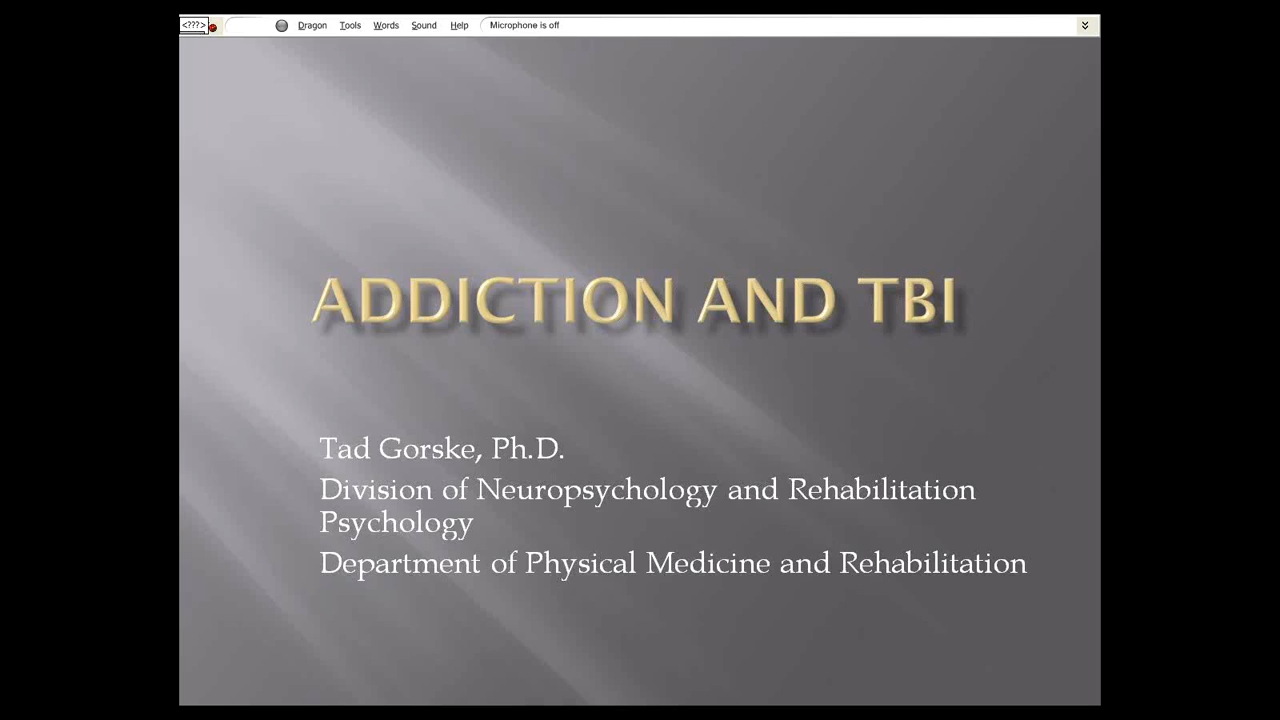 <???> Dragon Tools Words Sound Help Microphone is off
ADDICTION AND TBI
Tad Gorske, Ph.D.
Division of Neuropsychology and Rehabilitation
Psychology
Department of Physical Medicine and Rehabilitation